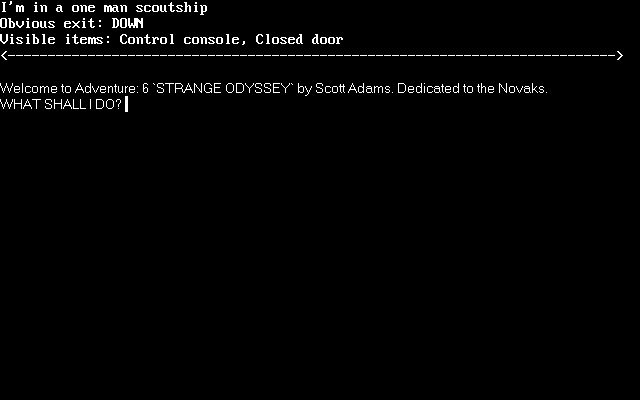 I'm in a one man scoutship
Obvious exit: DOWN
Visible items: Control console, Closed door
<---------------------------------------------------------------------------->
Welcome to Adventure: 6 `STRANGE ODYSSEY` by Scott Adams. Dedicated to the Novaks.
WHAT SHALL I DO?